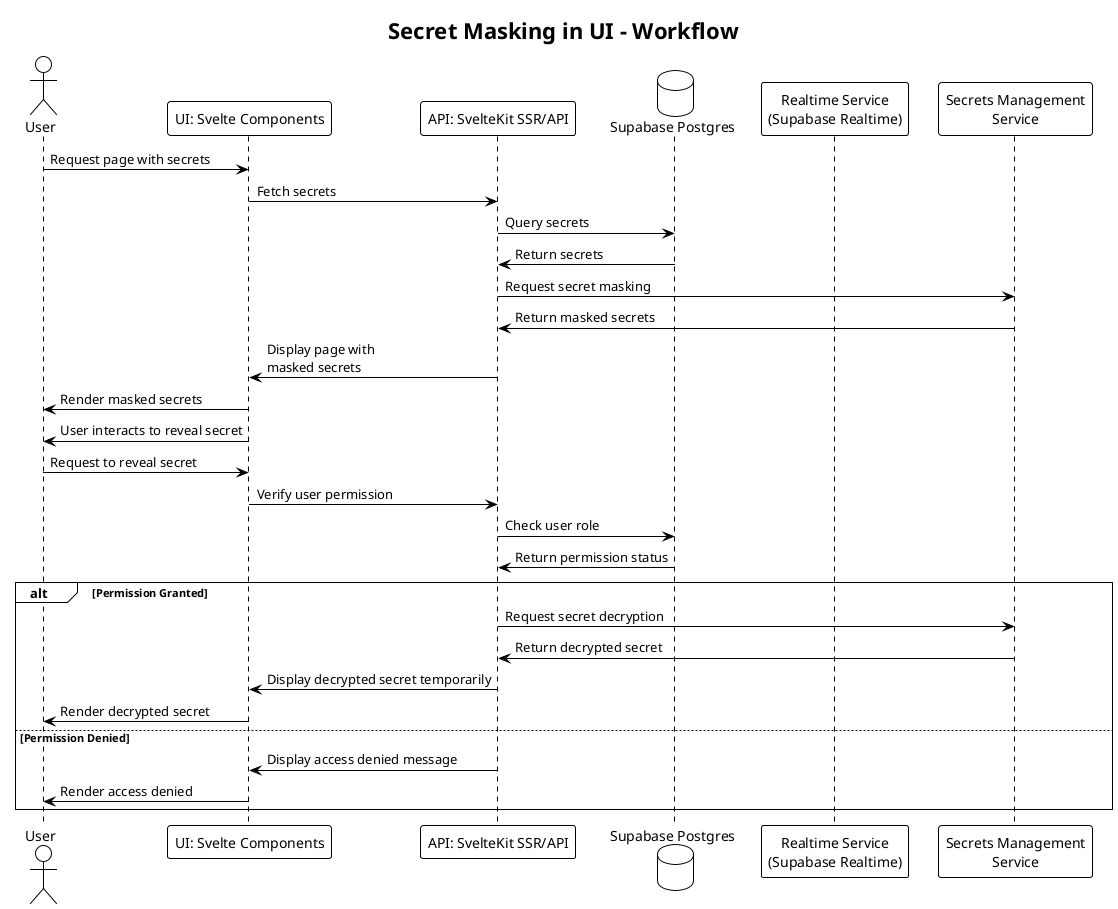 Secret Masking in UI - Workflow
User
UI: Svelte Components
API: SvelteKit SSR/API
Supabase Postgres
Realtime Service
(Supabase Realtime)
Secrets Management
Service
Request page with secrets
Fetch secrets
Query secrets
Return secrets
Request secret masking
Return masked secrets
Display page with
masked secrets
Render masked secrets
User interacts to reveal secret
Request to reveal secret
Verify user permission
Check user role
Return permission status
alt
[Permission Granted]
Request secret decryption
Return decrypted secret
Display decrypted secret temporarily
Render decrypted secret
[Permission Denied]
Display access denied message
Render access denied
User
UI: Svelte Components
API: SvelteKit SSR/API
Supabase Postgres
Realtime Service
(Supabase Realtime)
Secrets Management
Service